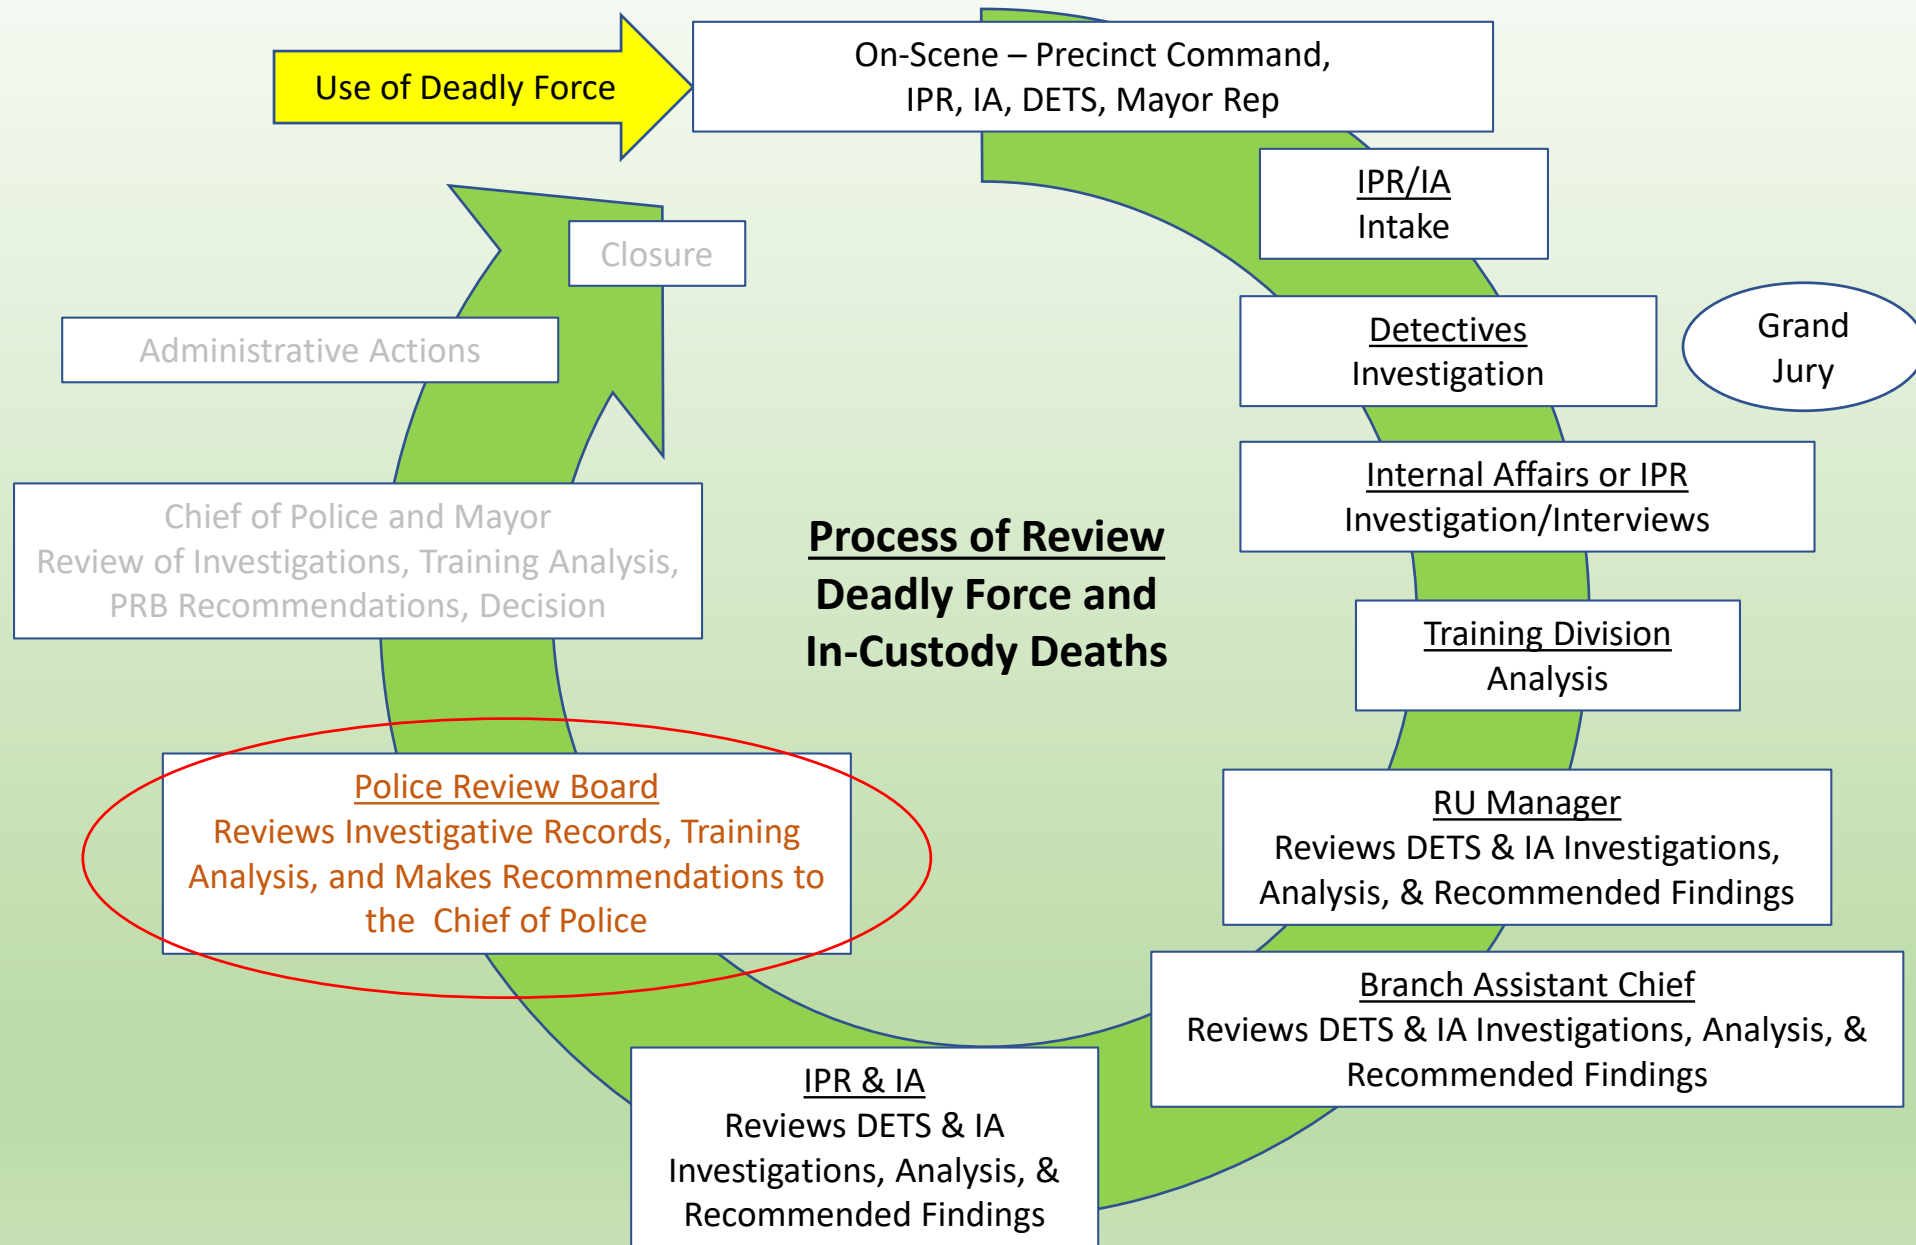 Use of Deadly Force
On-Scene – Precinct Command,
IPR, IA, DETS, Mayor Rep
IPR/IA
Intake
Detectives
Investigation
Grand
Jury
Internal Affairs or IPR
Investigation/Interviews
Training Division
Analysis
RU Manager
Reviews DETS & IA Investigations,
Analysis, & Recommended Findings
Branch Assistant Chief
Reviews DETS & IA Investigations, Analysis, &
Recommended Findings
IPR & IA
Reviews DETS & IA
Investigations, Analysis, &
Recommended Findings
Police Review Board
Reviews Investigative Records, Training
Analysis, and Makes Recommendations to
the  Chief of Police
Chief of Police and Mayor
Review of Investigations, Training Analysis,
PRB Recommendations, Decision
Administrative Actions
Closure
Process of Review
Deadly Force and
In-Custody Deaths